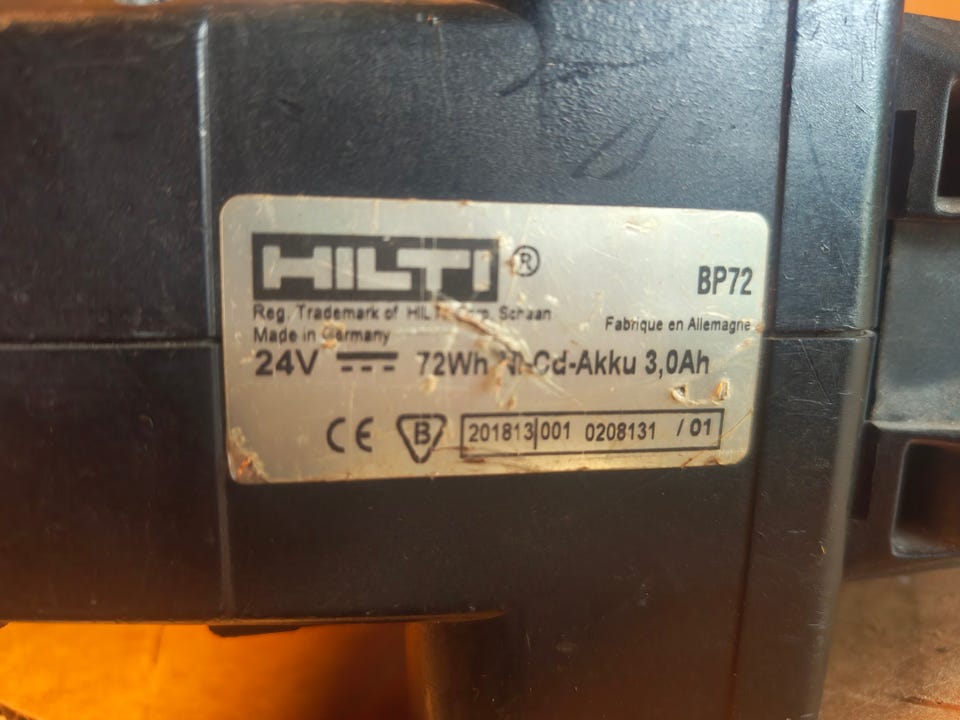 HILTI ®
BP72
Reg. Trademark of HILTI Corp. Schaan
Fabrique en Allemagne
Made in Germany
24V 72Wh Ni-Cd-Akku 3,0Ah
CE B 201813 001 0208131 / 01